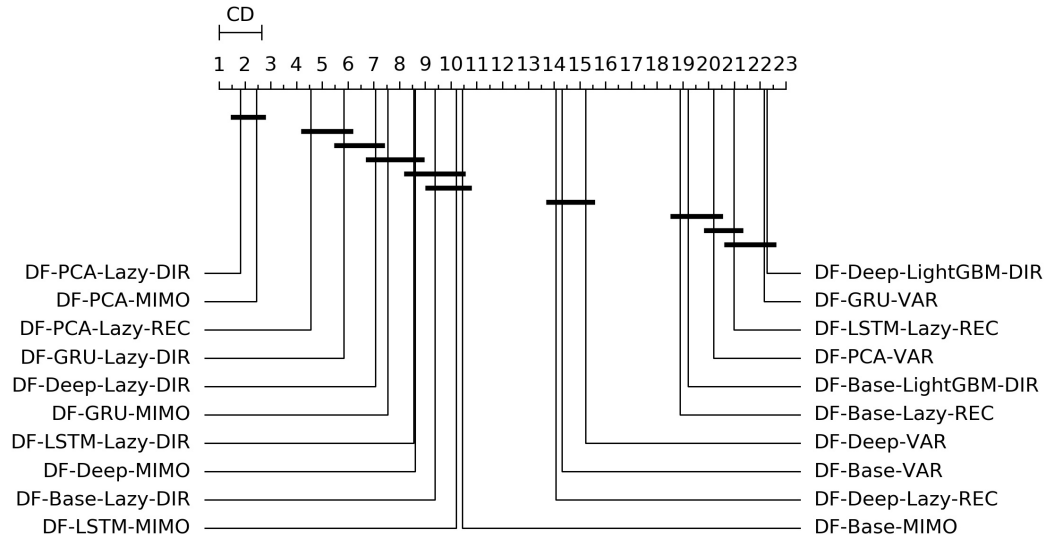 CD
1 2 3 4 5 6 7 8 9 10 11 12 13 14 15 16 17 18 19 20 21 22 23
DF-PCA-Lazy-DIR DF-Deep-LightGBM-DIR
DF-PCA-MIMO DF-GRU-VAR
DF-PCA-Lazy-REC DF-LSTM-Lazy-REC
DF-GRU-Lazy-DIR DF-PCA-VAR
DF-Deep-Lazy-DIR DF-Base-LightGBM-DIR
DF-GRU-MIMO DF-Base-Lazy-REC
DF-LSTM-Lazy-DIR DF-Deep-VAR
DF-Deep-MIMO DF-Base-VAR
DF-Base-Lazy-DIR DF-Deep-Lazy-REC
DF-LSTM-MIMO DF-Base-MIMO